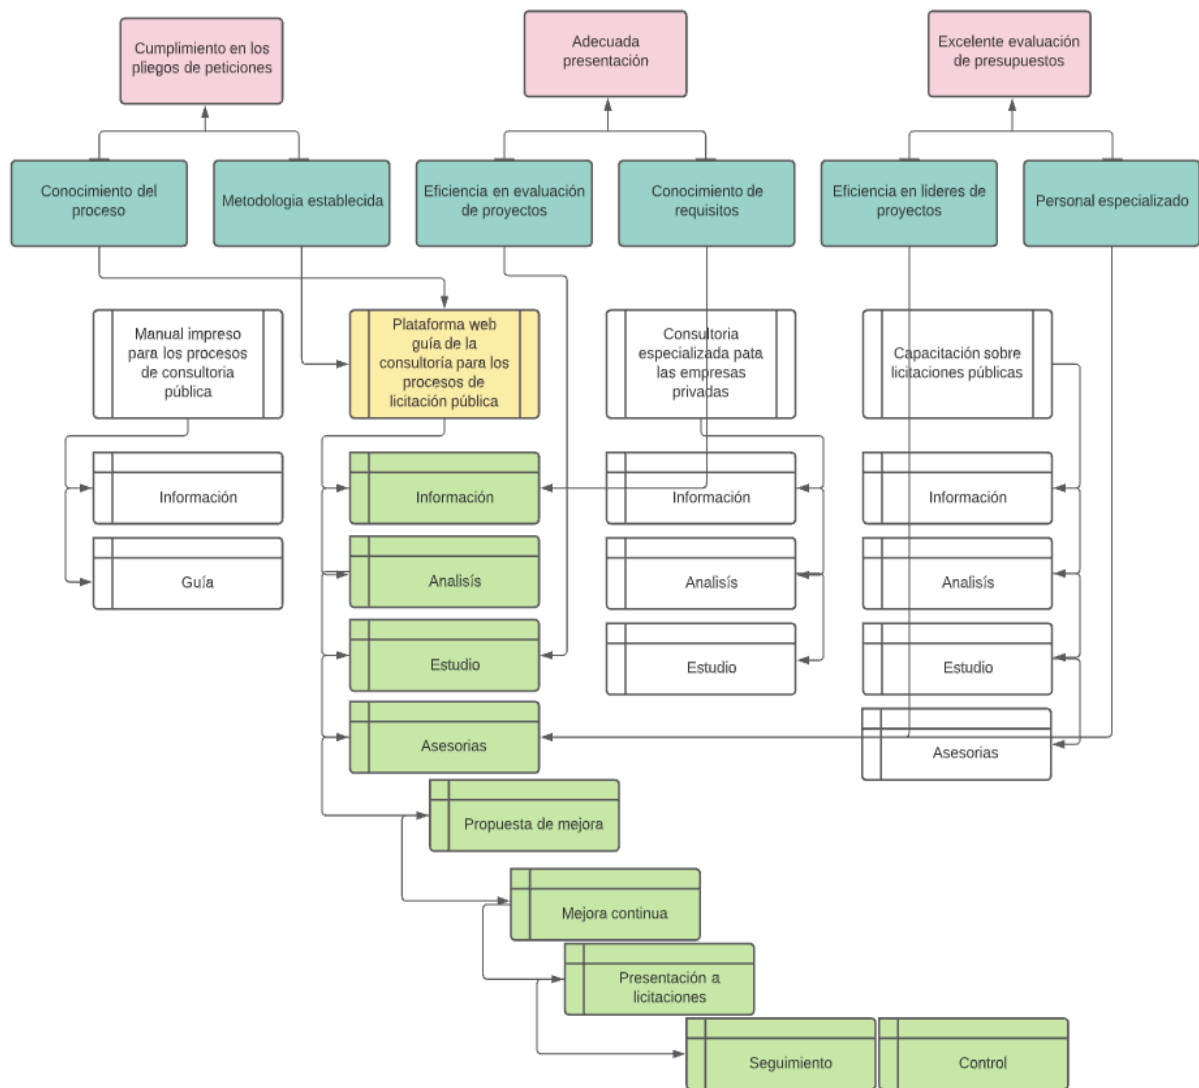 Cumplimiento en los
pliegos de peticiones
Adecuada
presentación
Excelente evaluación
de presupuestos
Conocimiento del
proceso
Metodologia establecida
Eficiencia en evaluación
de proyectos
Conocimiento de
requisitos
Eficiencia en líderes de
proyectos
Personal especializado
Manual impreso
para los procesos
de consultoria
pública
Plataforma web
guía de la
consultoría para los
procesos de
licitación pública
Consultoria
especializada pata
las empresas
privadas
Capacitación sobre
licitaciones públicas
Información
Información
Información
Información
Guía
Analisís
Analisís
Analisís
Estudio
Estudio
Estudio
Asesorias
Asesorias
Propuesta de mejora
Mejora continua
Presentación a
licitaciones
Seguimiento
Control